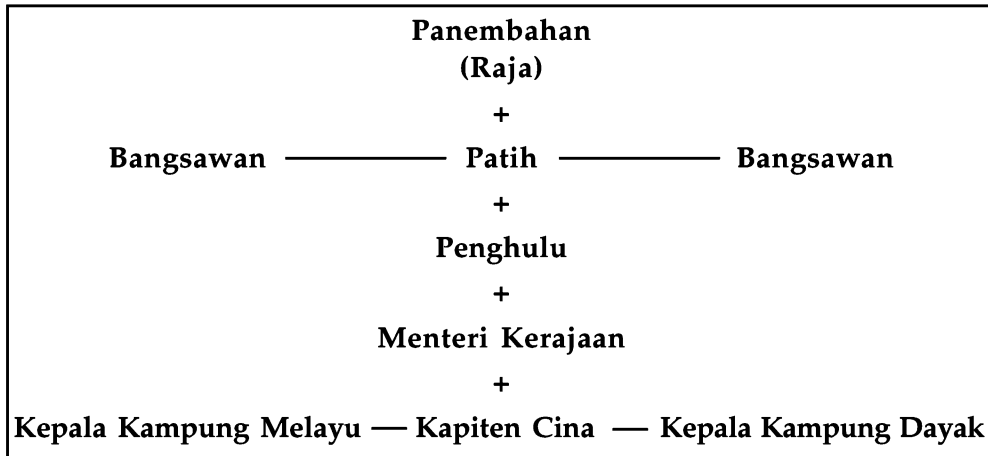 Panembahan
(Raja)
+
Bangsawan — Patih — Bangsawan
+
Penghulu
+
Menteri Kerajaan
+
Kepala Kampung Melayu — Kapiten Cina — Kepala Kampung Dayak